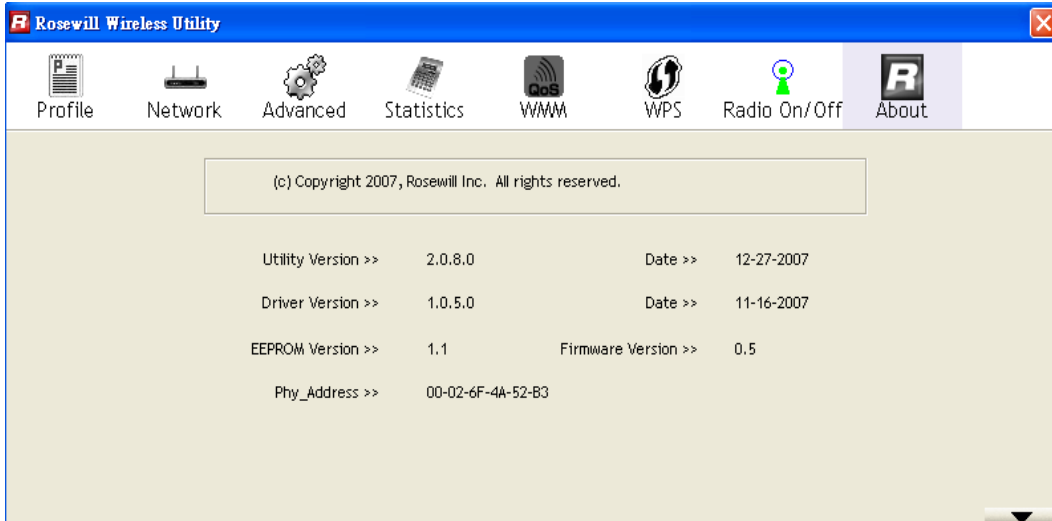 R Rosewill Wireless Utility
P
QoS
R
Profile Network Advanced Statistics WMM WPS Radio On/Off About
(c) Copyright 2007, Rosewill Inc. All rights reserved.
Utility Version >> 2.0.8.0 Date >> 12-27-2007
Driver Version >> 1.0.5.0 Date >> 11-16-2007
EEPROM Version >> 1.1 Firmware Version >> 0.5
Phy_Address >> 00-02-6F-4A-52-B3